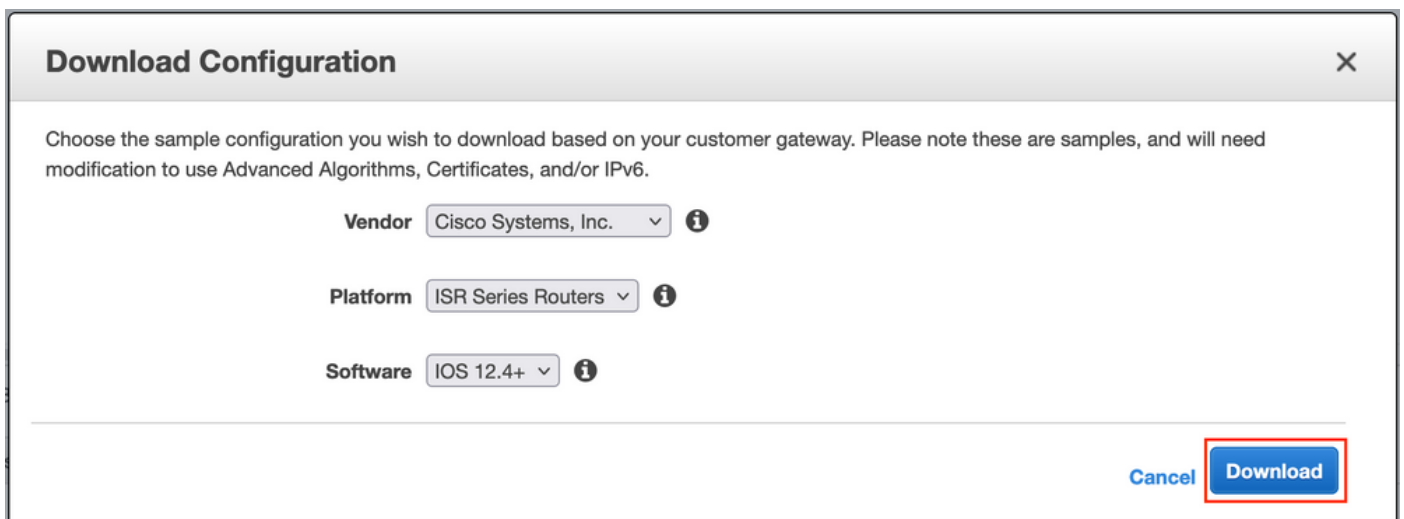 Download Configuration
Choose the sample configuration you wish to download based on your customer gateway. Please note these are samples, and will need
modification to use Advanced Algorithms, Certificates, and/or IPv6.
Vendor Cisco Systems, Inc.
Platform ISR Series Routers
Software IOS 12.4+
Cancel Download